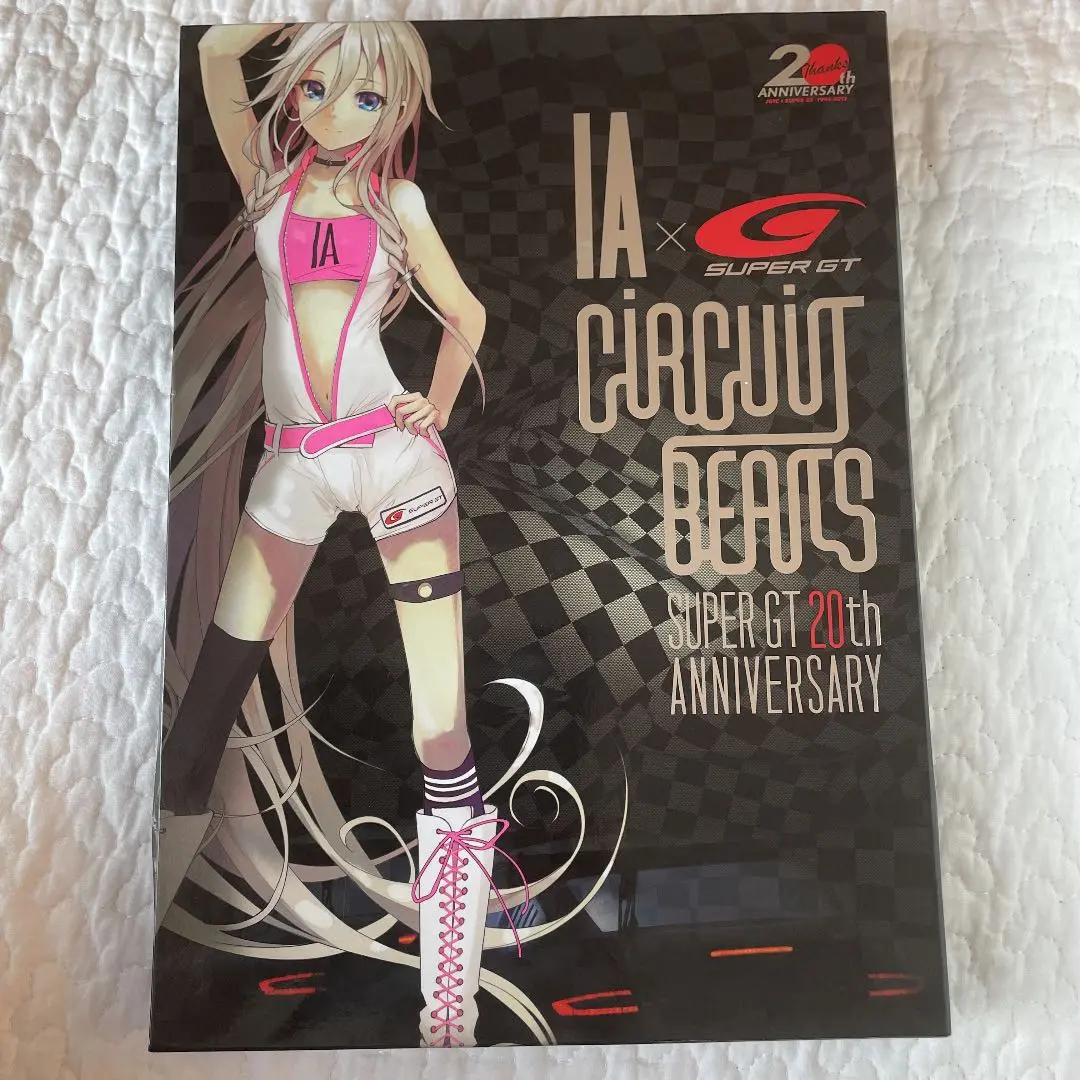 20th
Thanks
ANNIVERSARY
IA × SUPER GT
CIRCUIT
BEATS
SUPER GT 20th
ANNIVERSARY
IA
SUPER GT